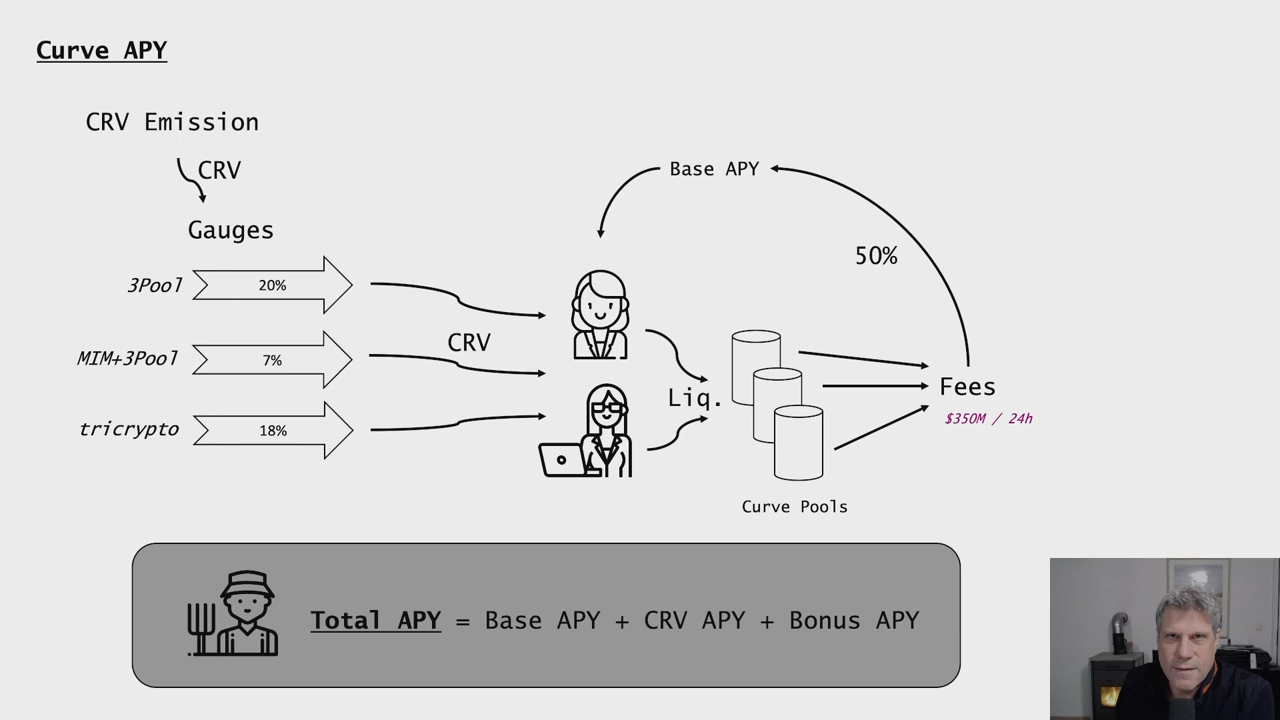 Curve APY
CRV Emission
CRV
Gauges
3Pool
20%
MIM+3Pool
7%
tricrypto
18%
CRV
Base APY
50%
Liq.
Fees
$350M / 24h
Curve Pools
Total APY = Base APY + CRV APY + Bonus APY